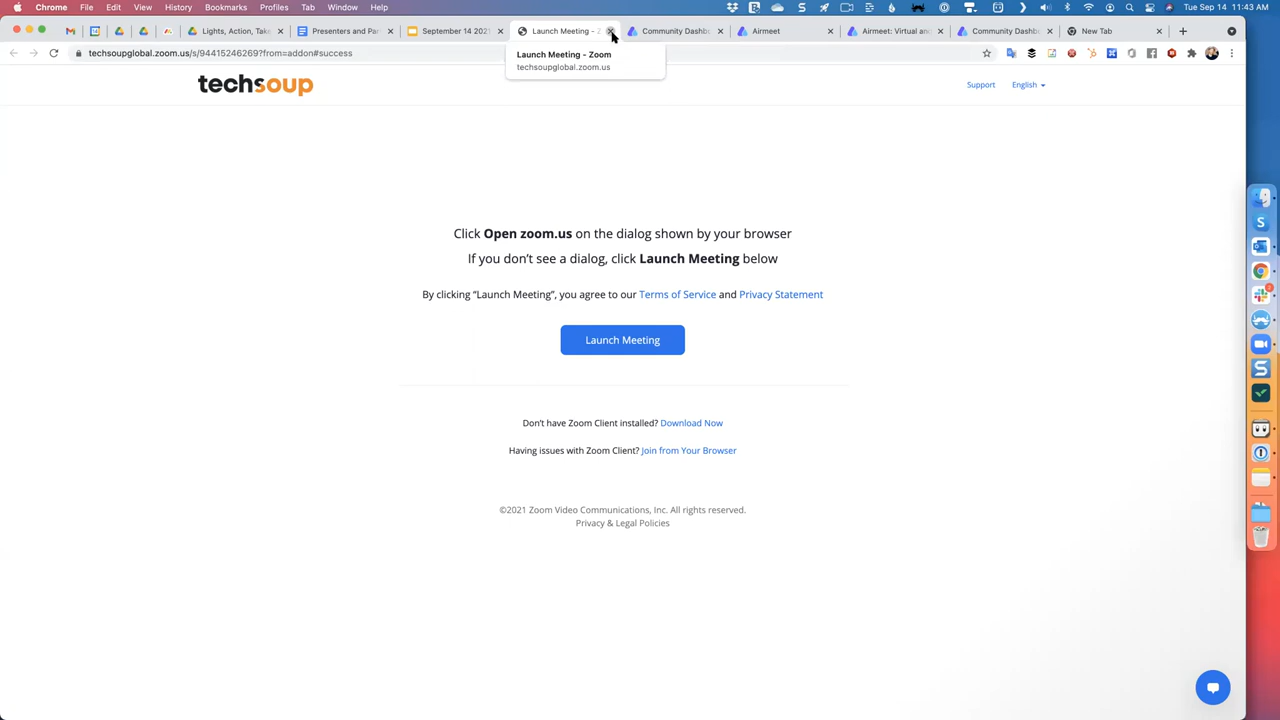 Chrome File Edit View History Bookmarks Profiles Tab Window Help
Mon Sep 13 11:43 AM
Lights, Action, Take
Presenters and Par
September 14 2021
Launch Meeting - Z
Community Dashb
Airmeet
Airmeet: Virtual an
Community Dashb
New Tab
techsoupglobal.zoom.us/s/94415246269?from=addon#success
Launch Meeting - Zoom
techsoupglobal.zoom.us
techsoup
Support
English
Click Open zoom.us on the dialog shown by your browser
If you don't see a dialog, click Launch Meeting below
By clicking "Launch Meeting", you agree to our Terms of Service and Privacy Statement
Launch Meeting
Don't have Zoom Client installed? Download Now
Having issues with Zoom Client? Join from Your Browser
©2021 Zoom Video Communications, Inc. All rights reserved.
Privacy & Legal Policies